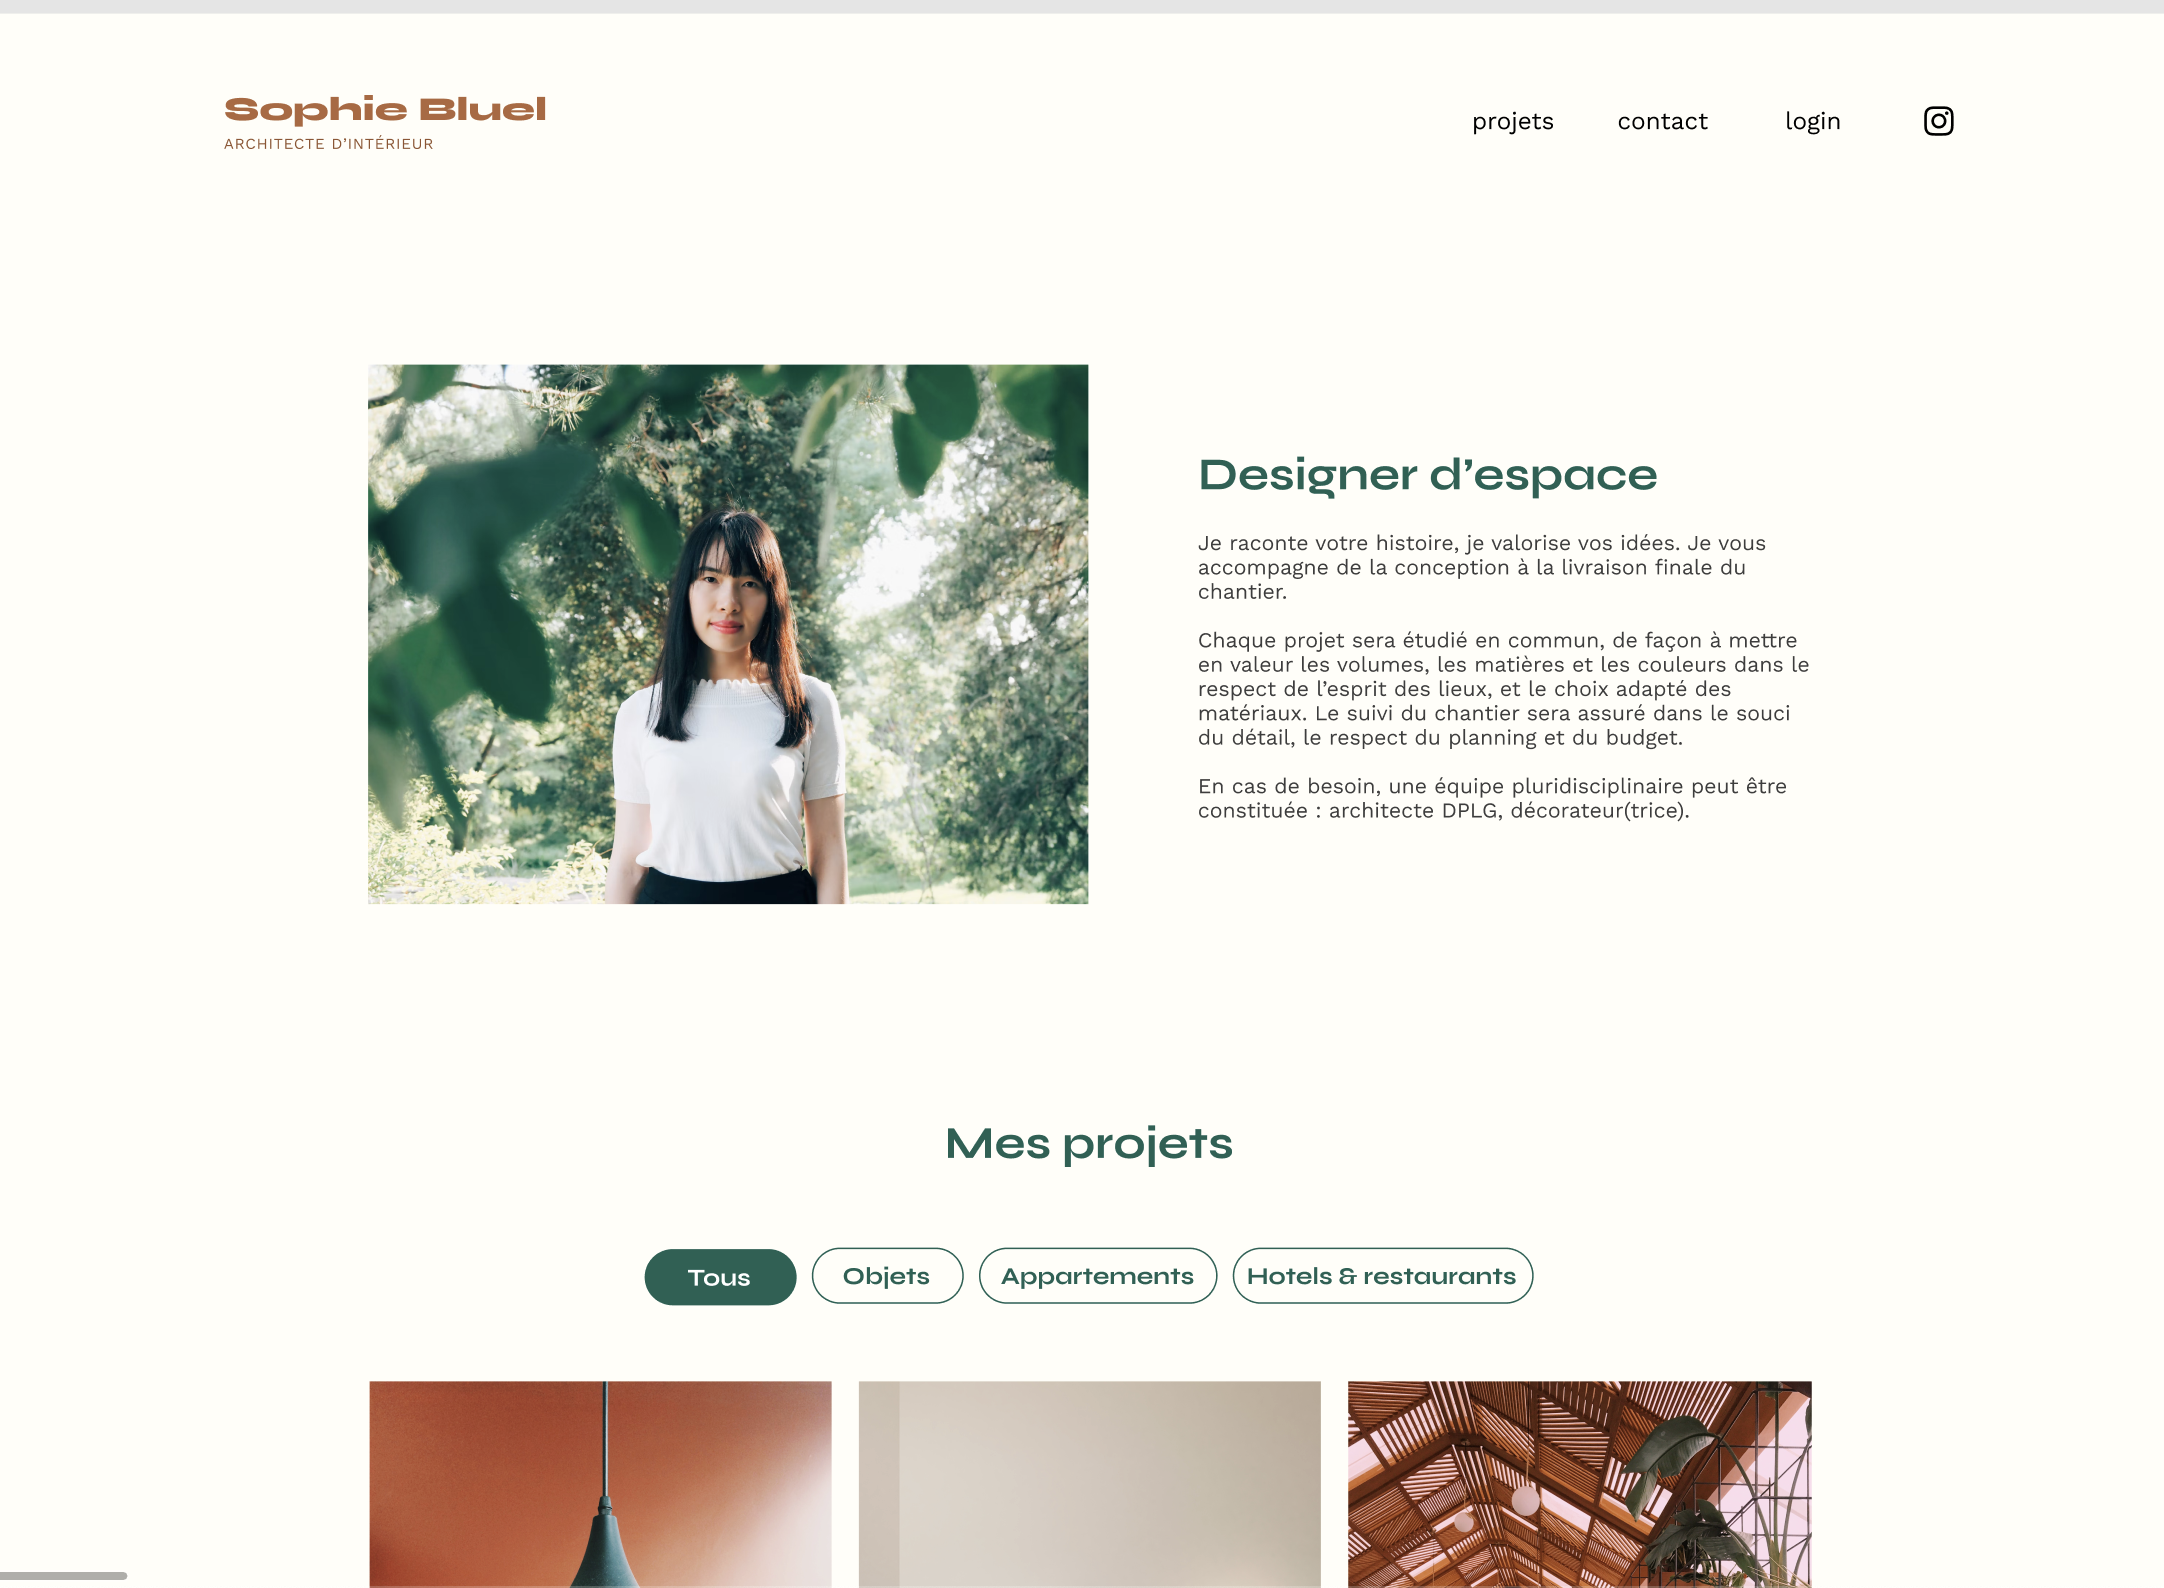 Sophie Bluel
ARCHITECTE D’INTÉRIEUR
projets
contact
login
Designer d’espace
Je raconte votre histoire, je valorise vos idées. Je vous
accompagne de la conception à la livraison finale du
chantier.
Chaque projet sera étudié en commun, de façon à mettre
en valeur les volumes, les matières et les couleurs dans le
respect de l’esprit des lieux, et le choix adapté des
matériaux. Le suivi du chantier sera assuré dans le souci
du détail, le respect du planning et du budget.
En cas de besoin, une équipe pluridisciplinaire peut être
constituée : architecte DPLG, décorateur(trice).
Mes projets
Tous
Objets
Appartements
Hotels & restaurants